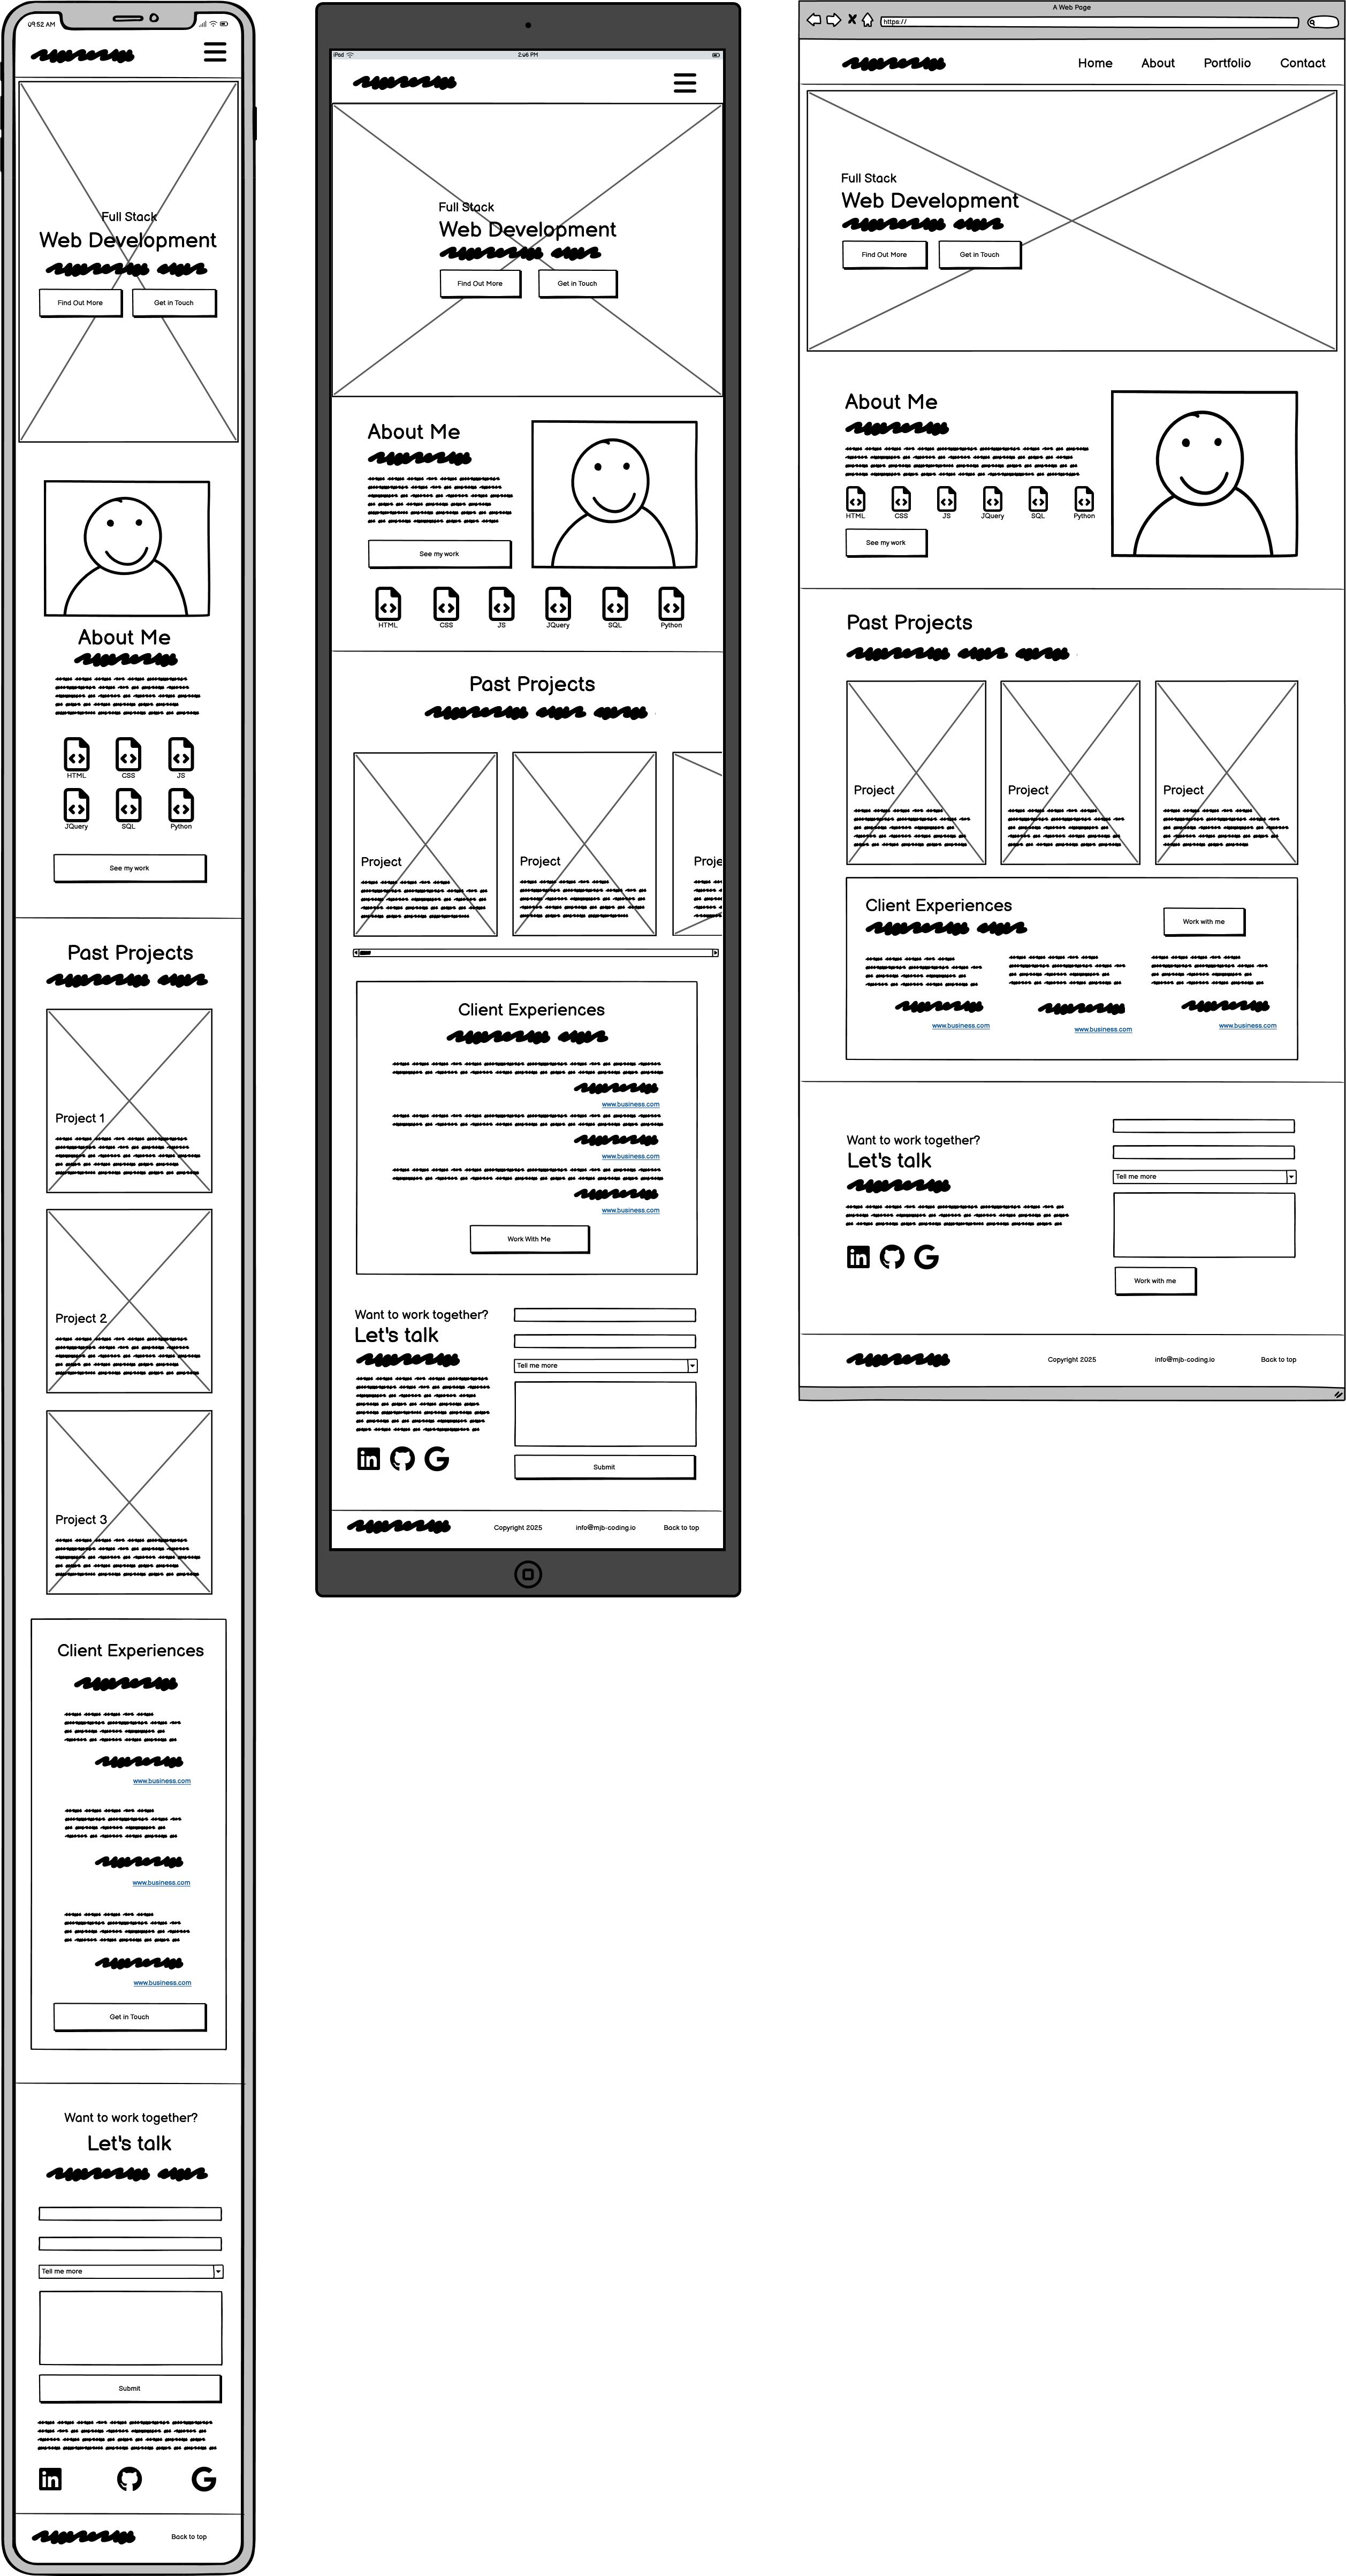 09:52 AM
Full Stack
Web Development
Find Out More
Get in Touch
About Me
HTML
CSS
JS
JQuery
SQL
Python
See my work
Past Projects
Project 1
Project 2
Project 3
Client Experiences
www.business.com
www.business.com
www.business.com
Get in Touch
Want to work together?
Let's talk
Tell me more
Submit
Back to top
iPad
2:06 PM
Full Stack
Web Development
Find Out More
Get in Touch
About Me
See my work
HTML
CSS
JS
JQuery
SQL
Python
Past Projects
Project
Project
Proje
Client Experiences
www.business.com
www.business.com
www.business.com
Work With Me
Want to work together?
Let's talk
Tell me more
Submit
Copyright 2025
info@mjb-coding.io
Back to top
A Web Page
https://
Home
About
Portfolio
Contact
Full Stack
Web Development
Find Out More
Get in Touch
About Me
HTML
CSS
JS
JQuery
SQL
Python
See my work
Past Projects
Project
Project
Project
Client Experiences
Work with me
www.business.com
www.business.com
www.business.com
Want to work together?
Let's talk
Tell me more
Work with me
Copyright 2025
info@mjb-coding.io
Back to top